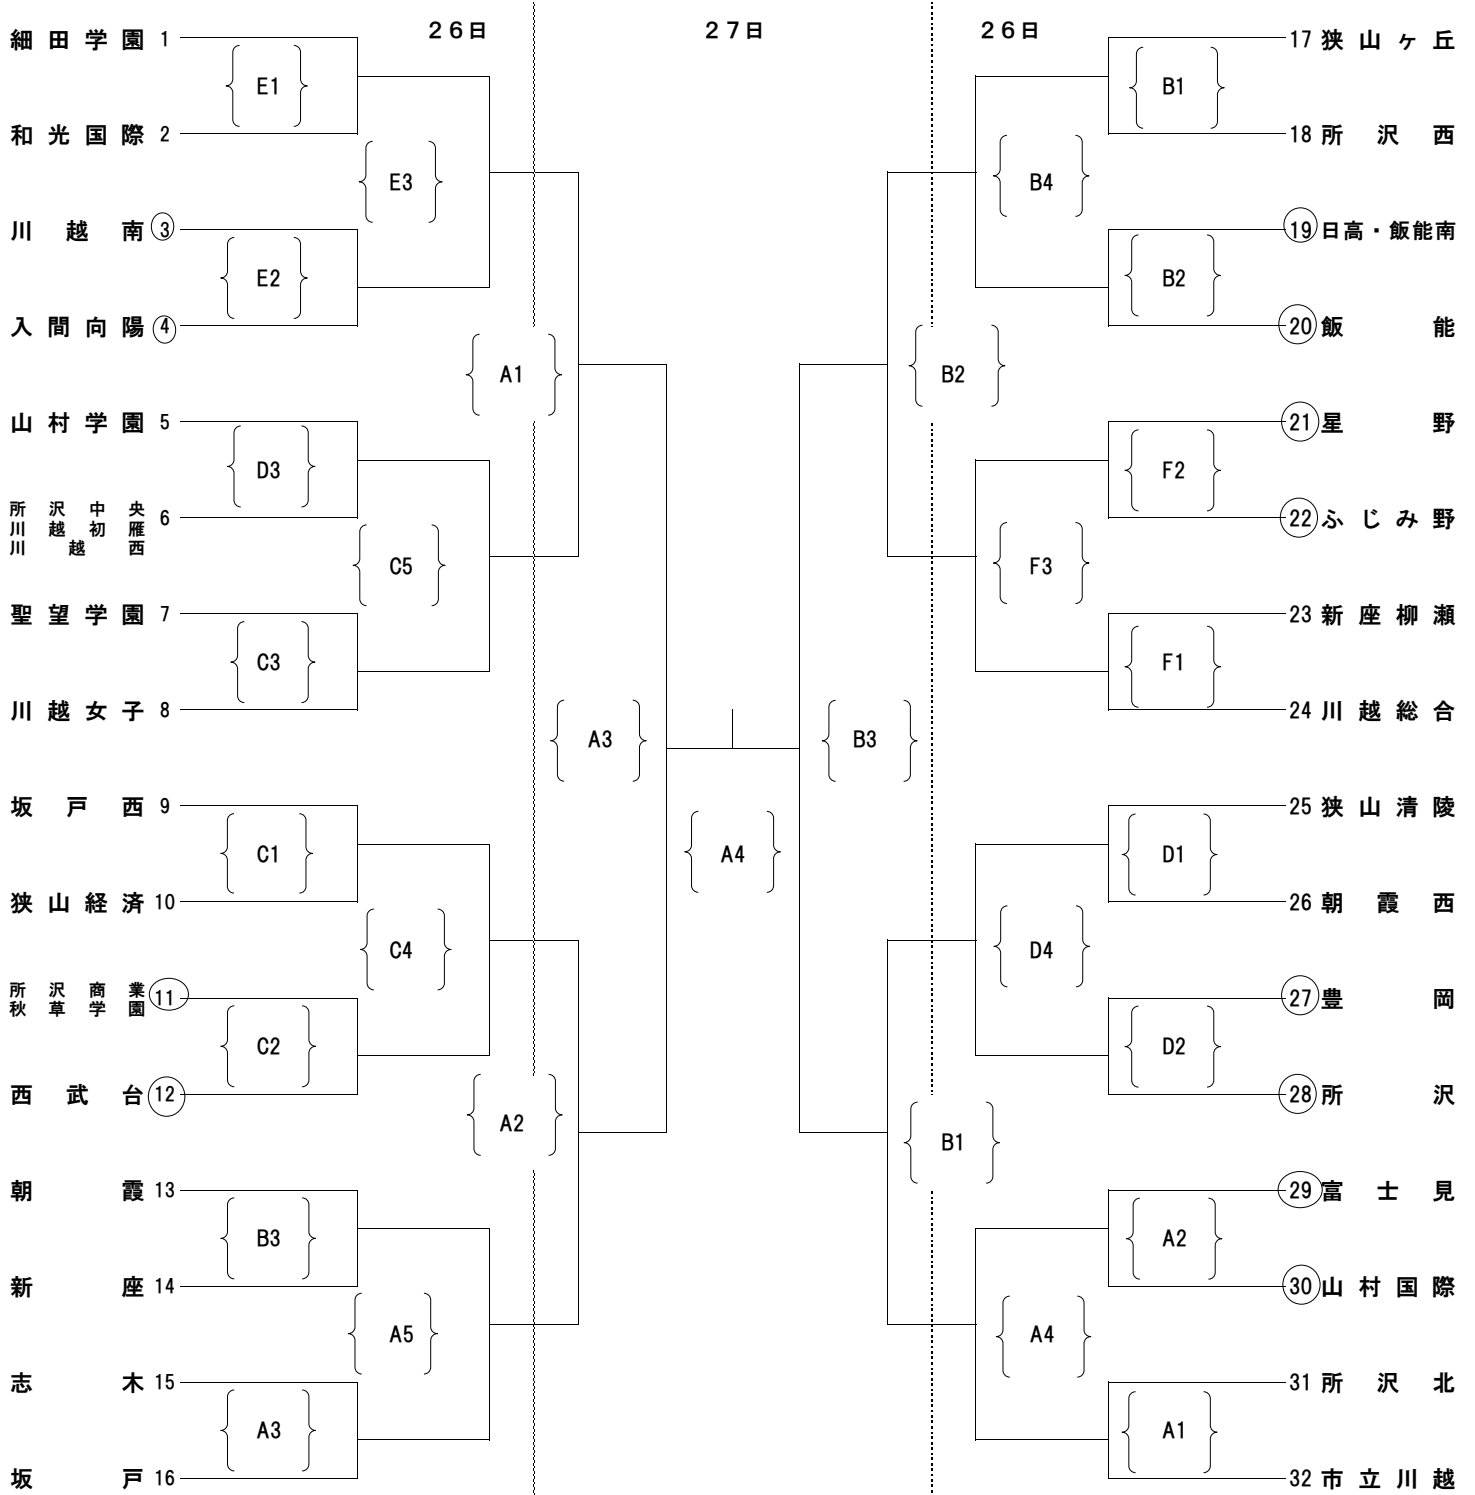 ２６日
２７日
２６日
細田学園 1
E1
和光国際 2
E3
川越南 3
E2
入間向陽 4
A1
山村学園 5
D3
所沢中央
川越初雁 6
川越西
C5
聖望学園 7
C3
川越女子 8
A3
坂戸西 9
C1
狭山経済 10
C4
所沢商業
秋草学園 11
C2
西武台 12
A2
朝霞 13
B3
新座 14
A5
志木 15
A3
坂戸 16
A4
17 狭山ヶ丘
B1
18 所沢西
B4
19 日高・飯能南
B2
20 飯能
B2
21 星野
F2
22 ふじみ野
F3
23 新座柳瀬
F1
24 川越総合
B3
25 狭山清陵
D1
26 朝霞西
D4
27 豊岡
D2
28 所沢
B1
29 富士見
A2
30 山村国際
A4
31 所沢北
A1
32 市立川越